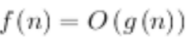 f(n) = O(g(n))